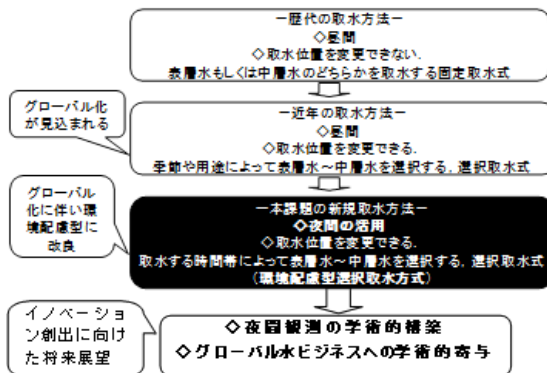 －歴代の取水方法－
◇昼間
◇取水位置を変更できない.
表層水もしくは中層水のどちらかを取水する固定取水式
グローバル化
が見込まれる
－近年の取水方法－
◇昼間
◇取水位置を変更できる.
季節や用途によって表層水～中層水を選択する, 選択取水式
グローバル
化に伴い環
境配慮型に
改良
－本課題の新規取水方法－
◇夜間の活用
◇取水位置を変更できる.
取水する時間帯によって表層水～中層水を選択する, 選択取水式
(環境配慮型選択取水方式)
イノベーショ
ン創出に向け
た将来展望
◇夜間観測の学術的構築
◇グローバル水ビジネスへの学術的寄与